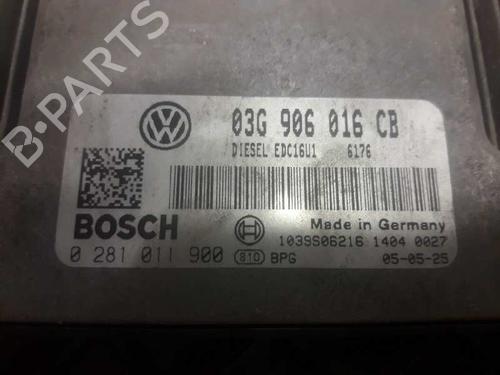 03G 906 016 CB
DIESEL EDC16U1 6176
BOSCH
Made in Germany
1039S06216 1404 0027
0 281 011 900 810 BPG 05-05-25
B-PARTS